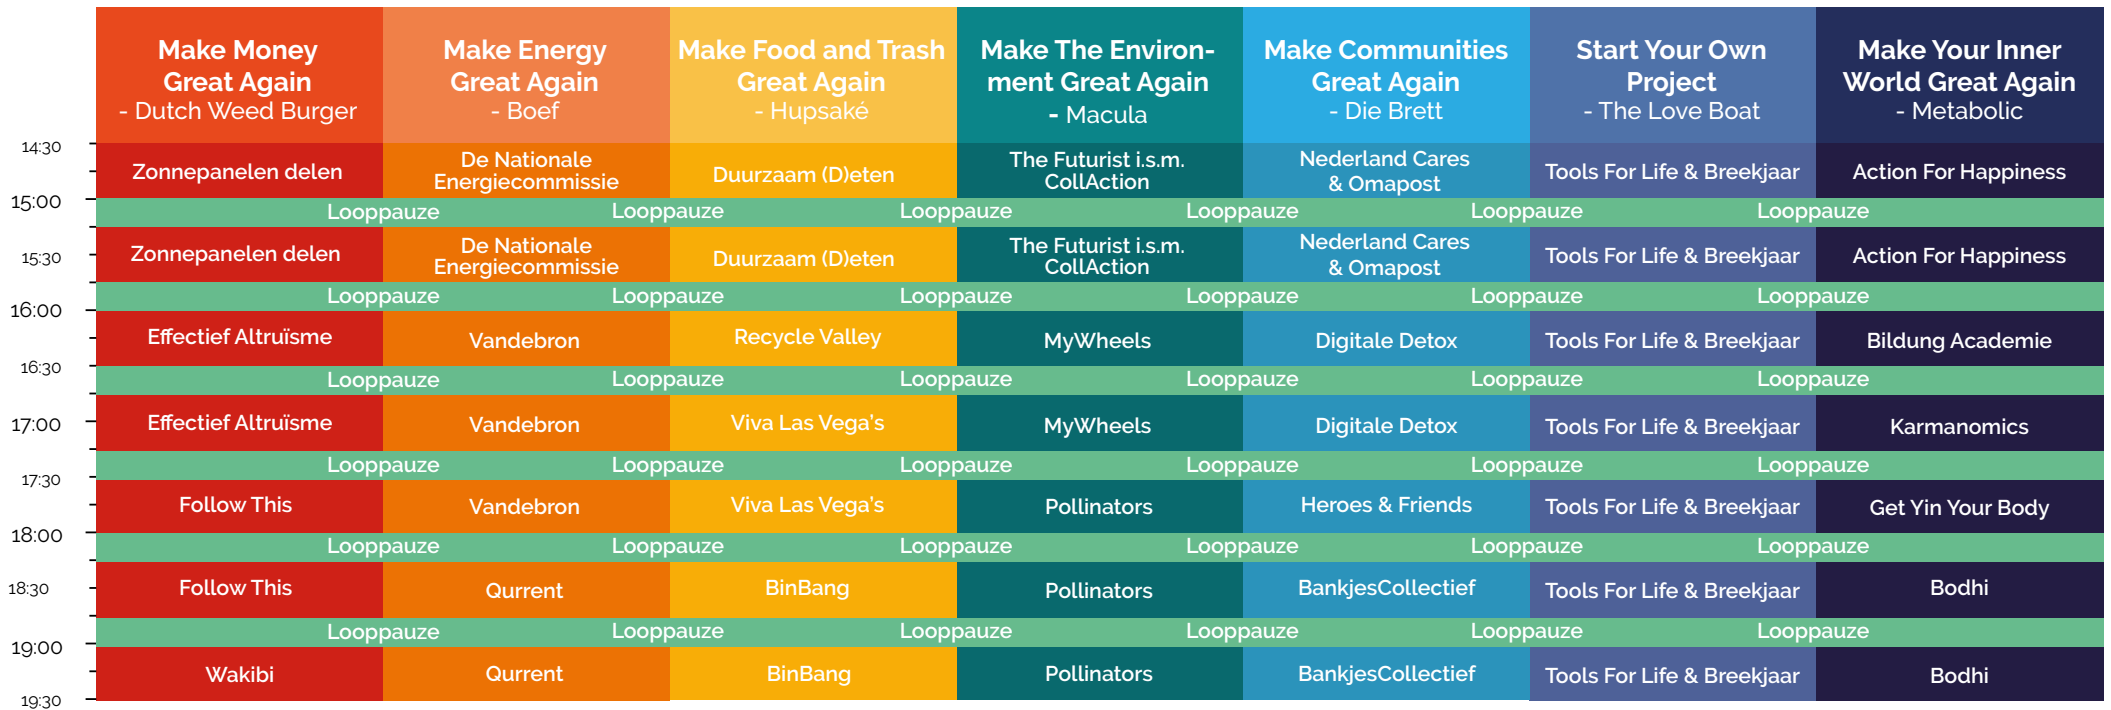 Make Money
Great Again
- Dutch Weed Burger
Make Energy
Great Again
- Boef
Make Food and Trash
Great Again
- Hupsaké
Make The Environ-
ment Great Again
- Macula
Make Communities
Great Again
- Die Brett
Start Your Own
Project
- The Love Boat
Make Your Inner
World Great Again
- Metabolic
14:30
Zonnepanelen delen
De Nationale
Energiecommissie
Duurzaam (D)eten
The Futurist i.s.m.
CollAction
Nederland Cares
& Omapost
Tools For Life & Breekjaar
Action For Happiness
15:00
Looppauze Looppauze Looppauze Looppauze Looppauze Looppauze
15:30
Zonnepanelen delen
De Nationale
Energiecommissie
Duurzaam (D)eten
The Futurist i.s.m.
CollAction
Nederland Cares
& Omapost
Tools For Life & Breekjaar
Action For Happiness
Looppauze Looppauze Looppauze Looppauze Looppauze Looppauze
16:00
Effectief Altruïsme
Vandebron
Recycle Valley
MyWheels
Digitale Detox
Tools For Life & Breekjaar
Bildung Academie
16:30
Looppauze Looppauze Looppauze Looppauze Looppauze Looppauze
17:00
Effectief Altruïsme
Vandebron
Viva Las Vega's
MyWheels
Digitale Detox
Tools For Life & Breekjaar
Karmanomics
Looppauze Looppauze Looppauze Looppauze Looppauze Looppauze
17:30
Follow This
Vandebron
Viva Las Vega's
Pollinators
Heroes & Friends
Tools For Life & Breekjaar
Get Yin Your Body
18:00
Looppauze Looppauze Looppauze Looppauze Looppauze Looppauze
18:30
Follow This
Qurrent
BinBang
Pollinators
BankjesCollectief
Tools For Life & Breekjaar
Bodhi
Looppauze Looppauze Looppauze Looppauze Looppauze Looppauze
19:00
Wakibi
Qurrent
BinBang
Pollinators
BankjesCollectief
Tools For Life & Breekjaar
Bodhi
19:30